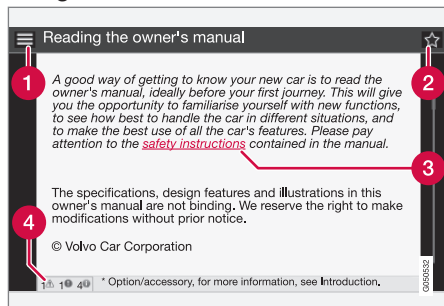 Reading the owner's manual
1
2
A good way of getting to know your new car is to read the
owner's manual, ideally before your first journey. This will give
you the opportunity to familiarise yourself with new functions,
to see how best to handle the car in different situations, and
to make the best use of all the car's features. Please pay
attention to the safety instructions contained in the manual.
3
The specifications, design features and illustrations in this
owner's manual are not binding. We reserve the right to make
modifications without prior notice.
4
© Volvo Car Corporation
1 1 4 * Option/accessory, for more information, see Introduction.
G050532